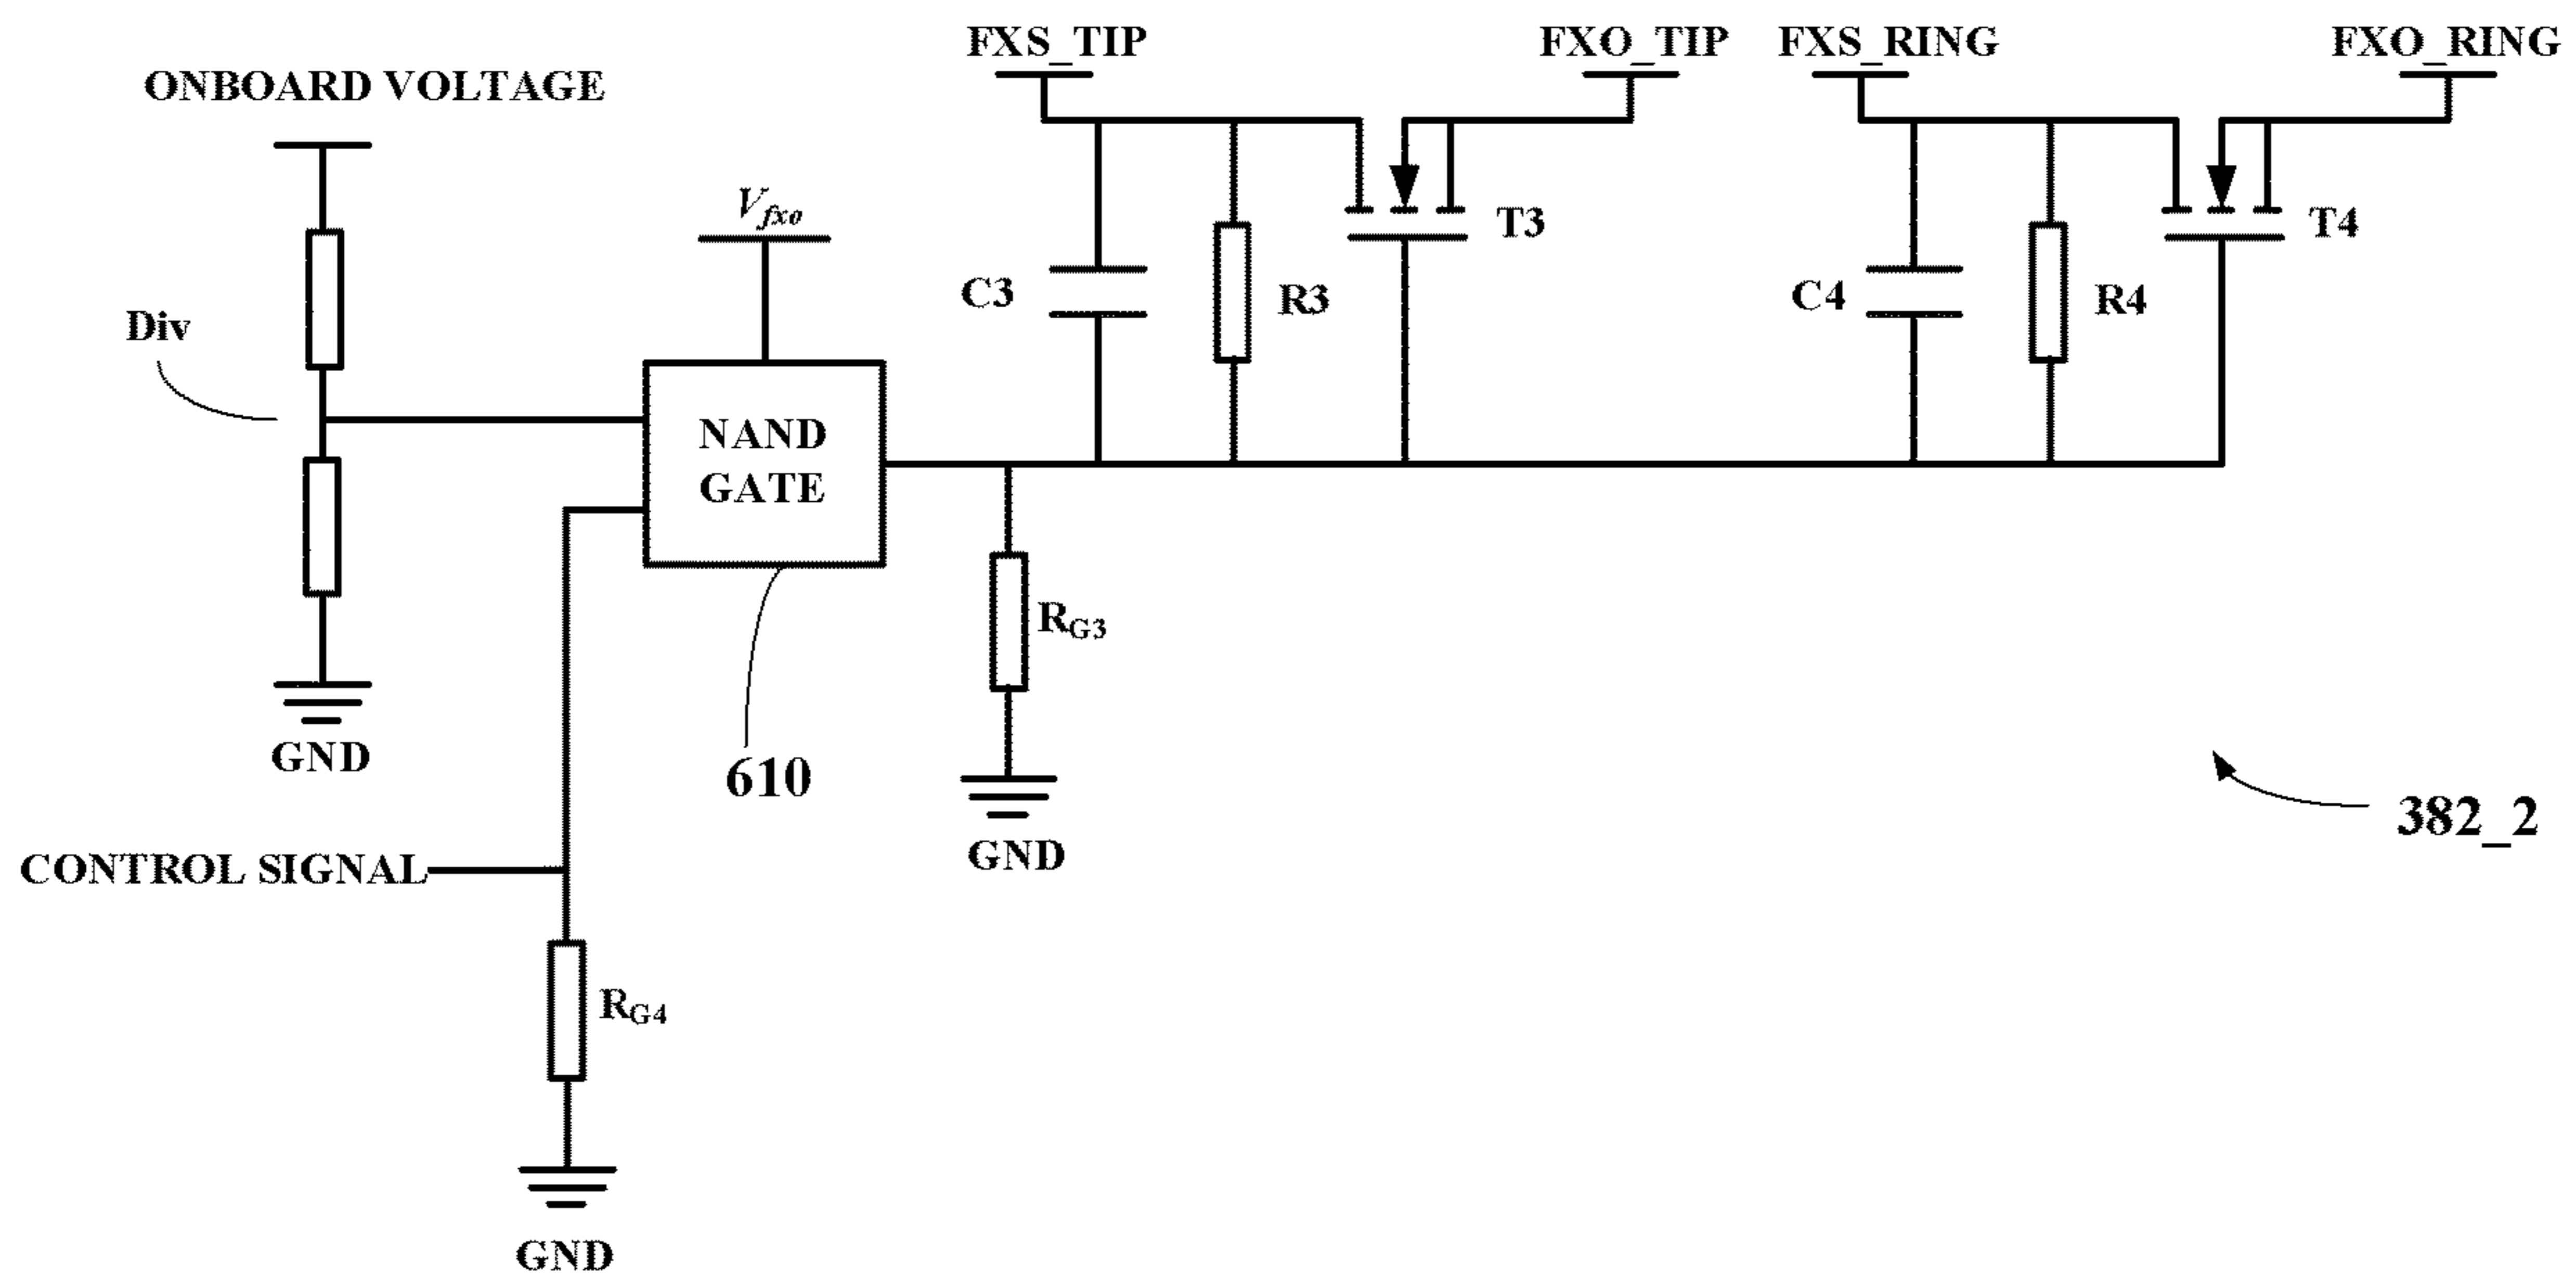 FXS_TIP
FXO_TIP
FXS_RING
FXO_RING
ONBOARD VOLTAGE
Vfxo
T3
T4
C3
R3
C4
R4
Div
NAND
GATE
RG3
GND
610
382_2
GND
CONTROL SIGNAL
RG4
GND